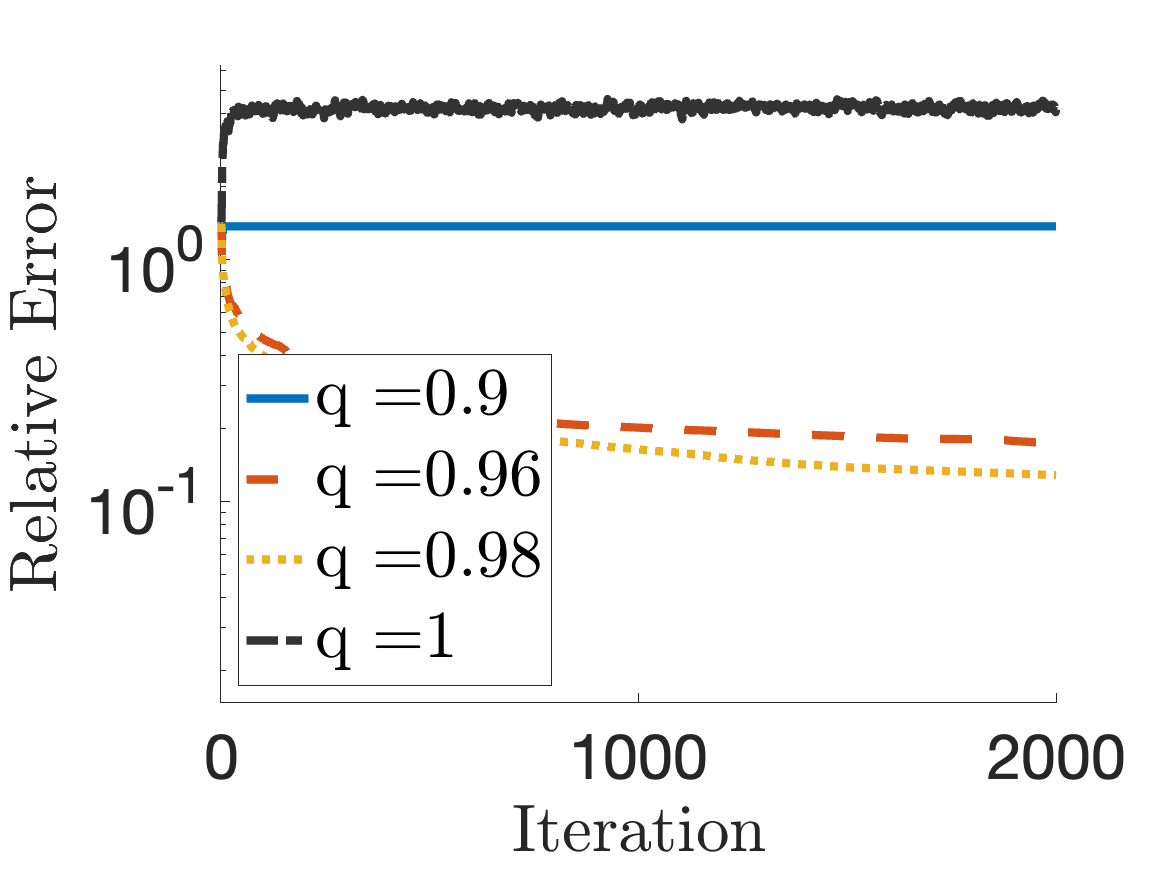 Relative Error
10^0
10^-1
q =0.9
q =0.96
q =0.98
q =1
0 1000 2000
Iteration